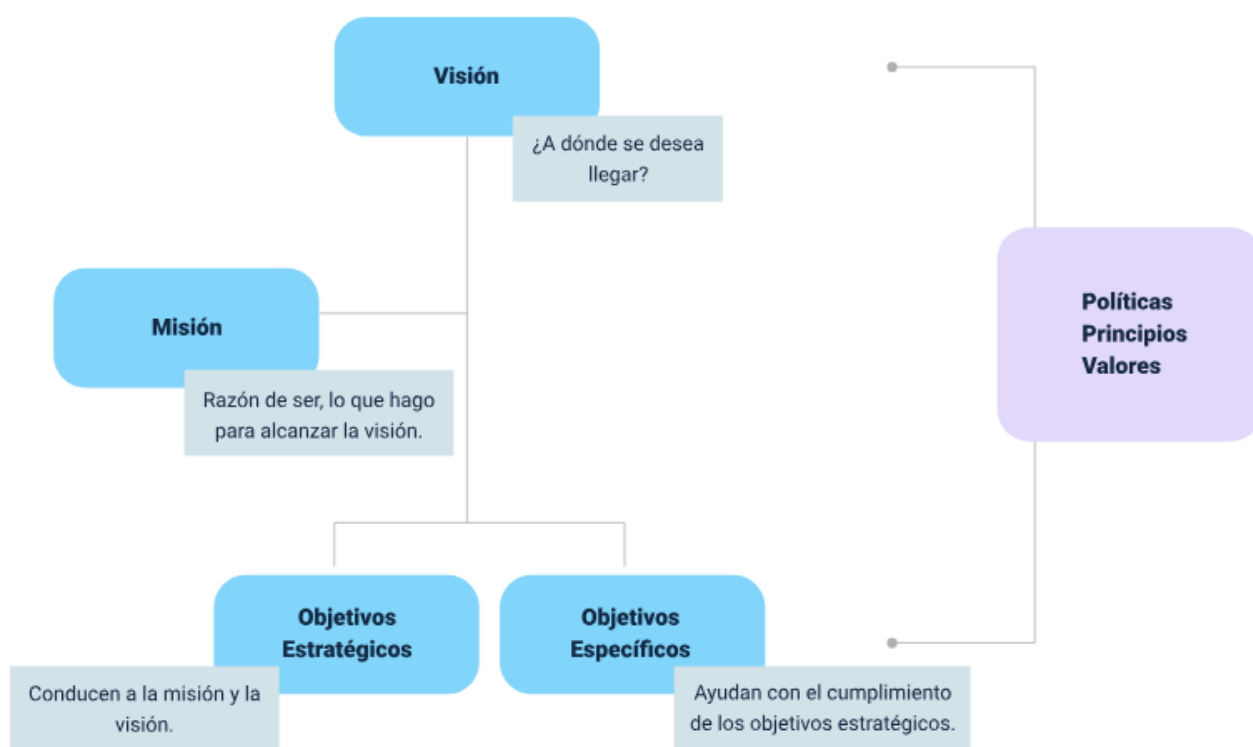 Visión
¿A dónde se desea
llegar?
Misión
Razón de ser, lo que hago
para alcanzar la visión.
Políticas
Principios
Valores
Objetivos
Estratégicos
Conducen a la misión y la
visión.
Objetivos
Específicos
Ayudan con el cumplimiento
de los objetivos estratégicos.